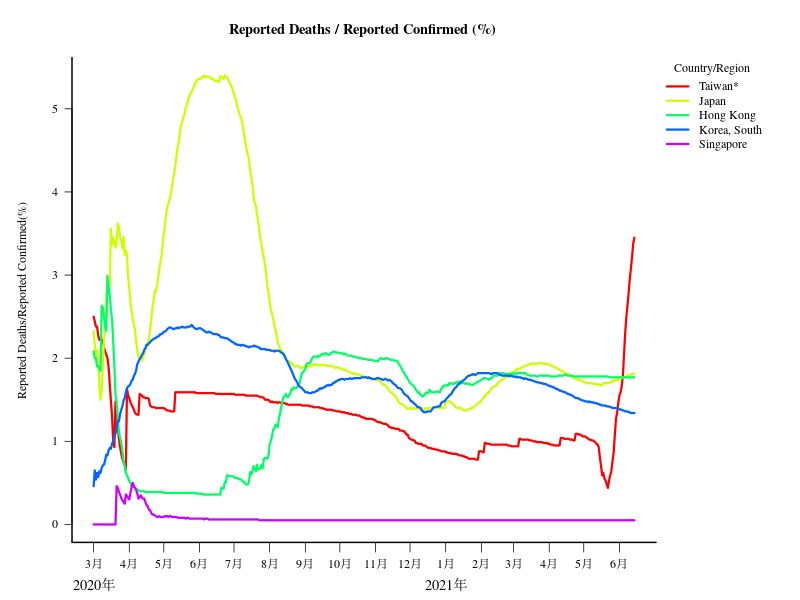 Reported Deaths / Reported Confirmed (%)
Country/Region
Taiwan*
Japan
Hong Kong
Korea, South
Singapore
Reported Deaths/Reported Confirmed(%)
5
4
3
2
1
0
3月 4月 5月 6月 7月 8月 9月 10月 11月 12月 1月 2月 3月 4月 5月 6月
2020年 2021年